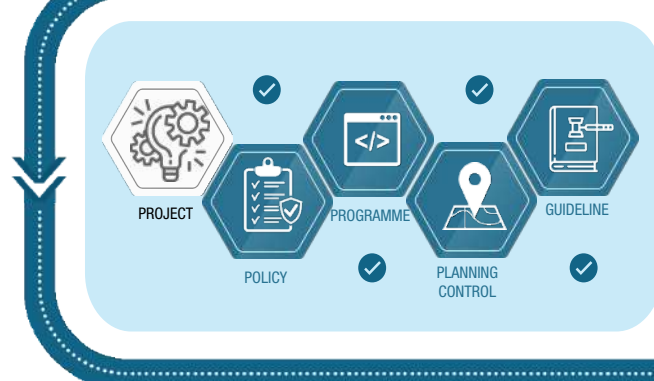 </>
PROJECT
PROGRAMME
GUIDELINE
POLICY
PLANNING
CONTROL